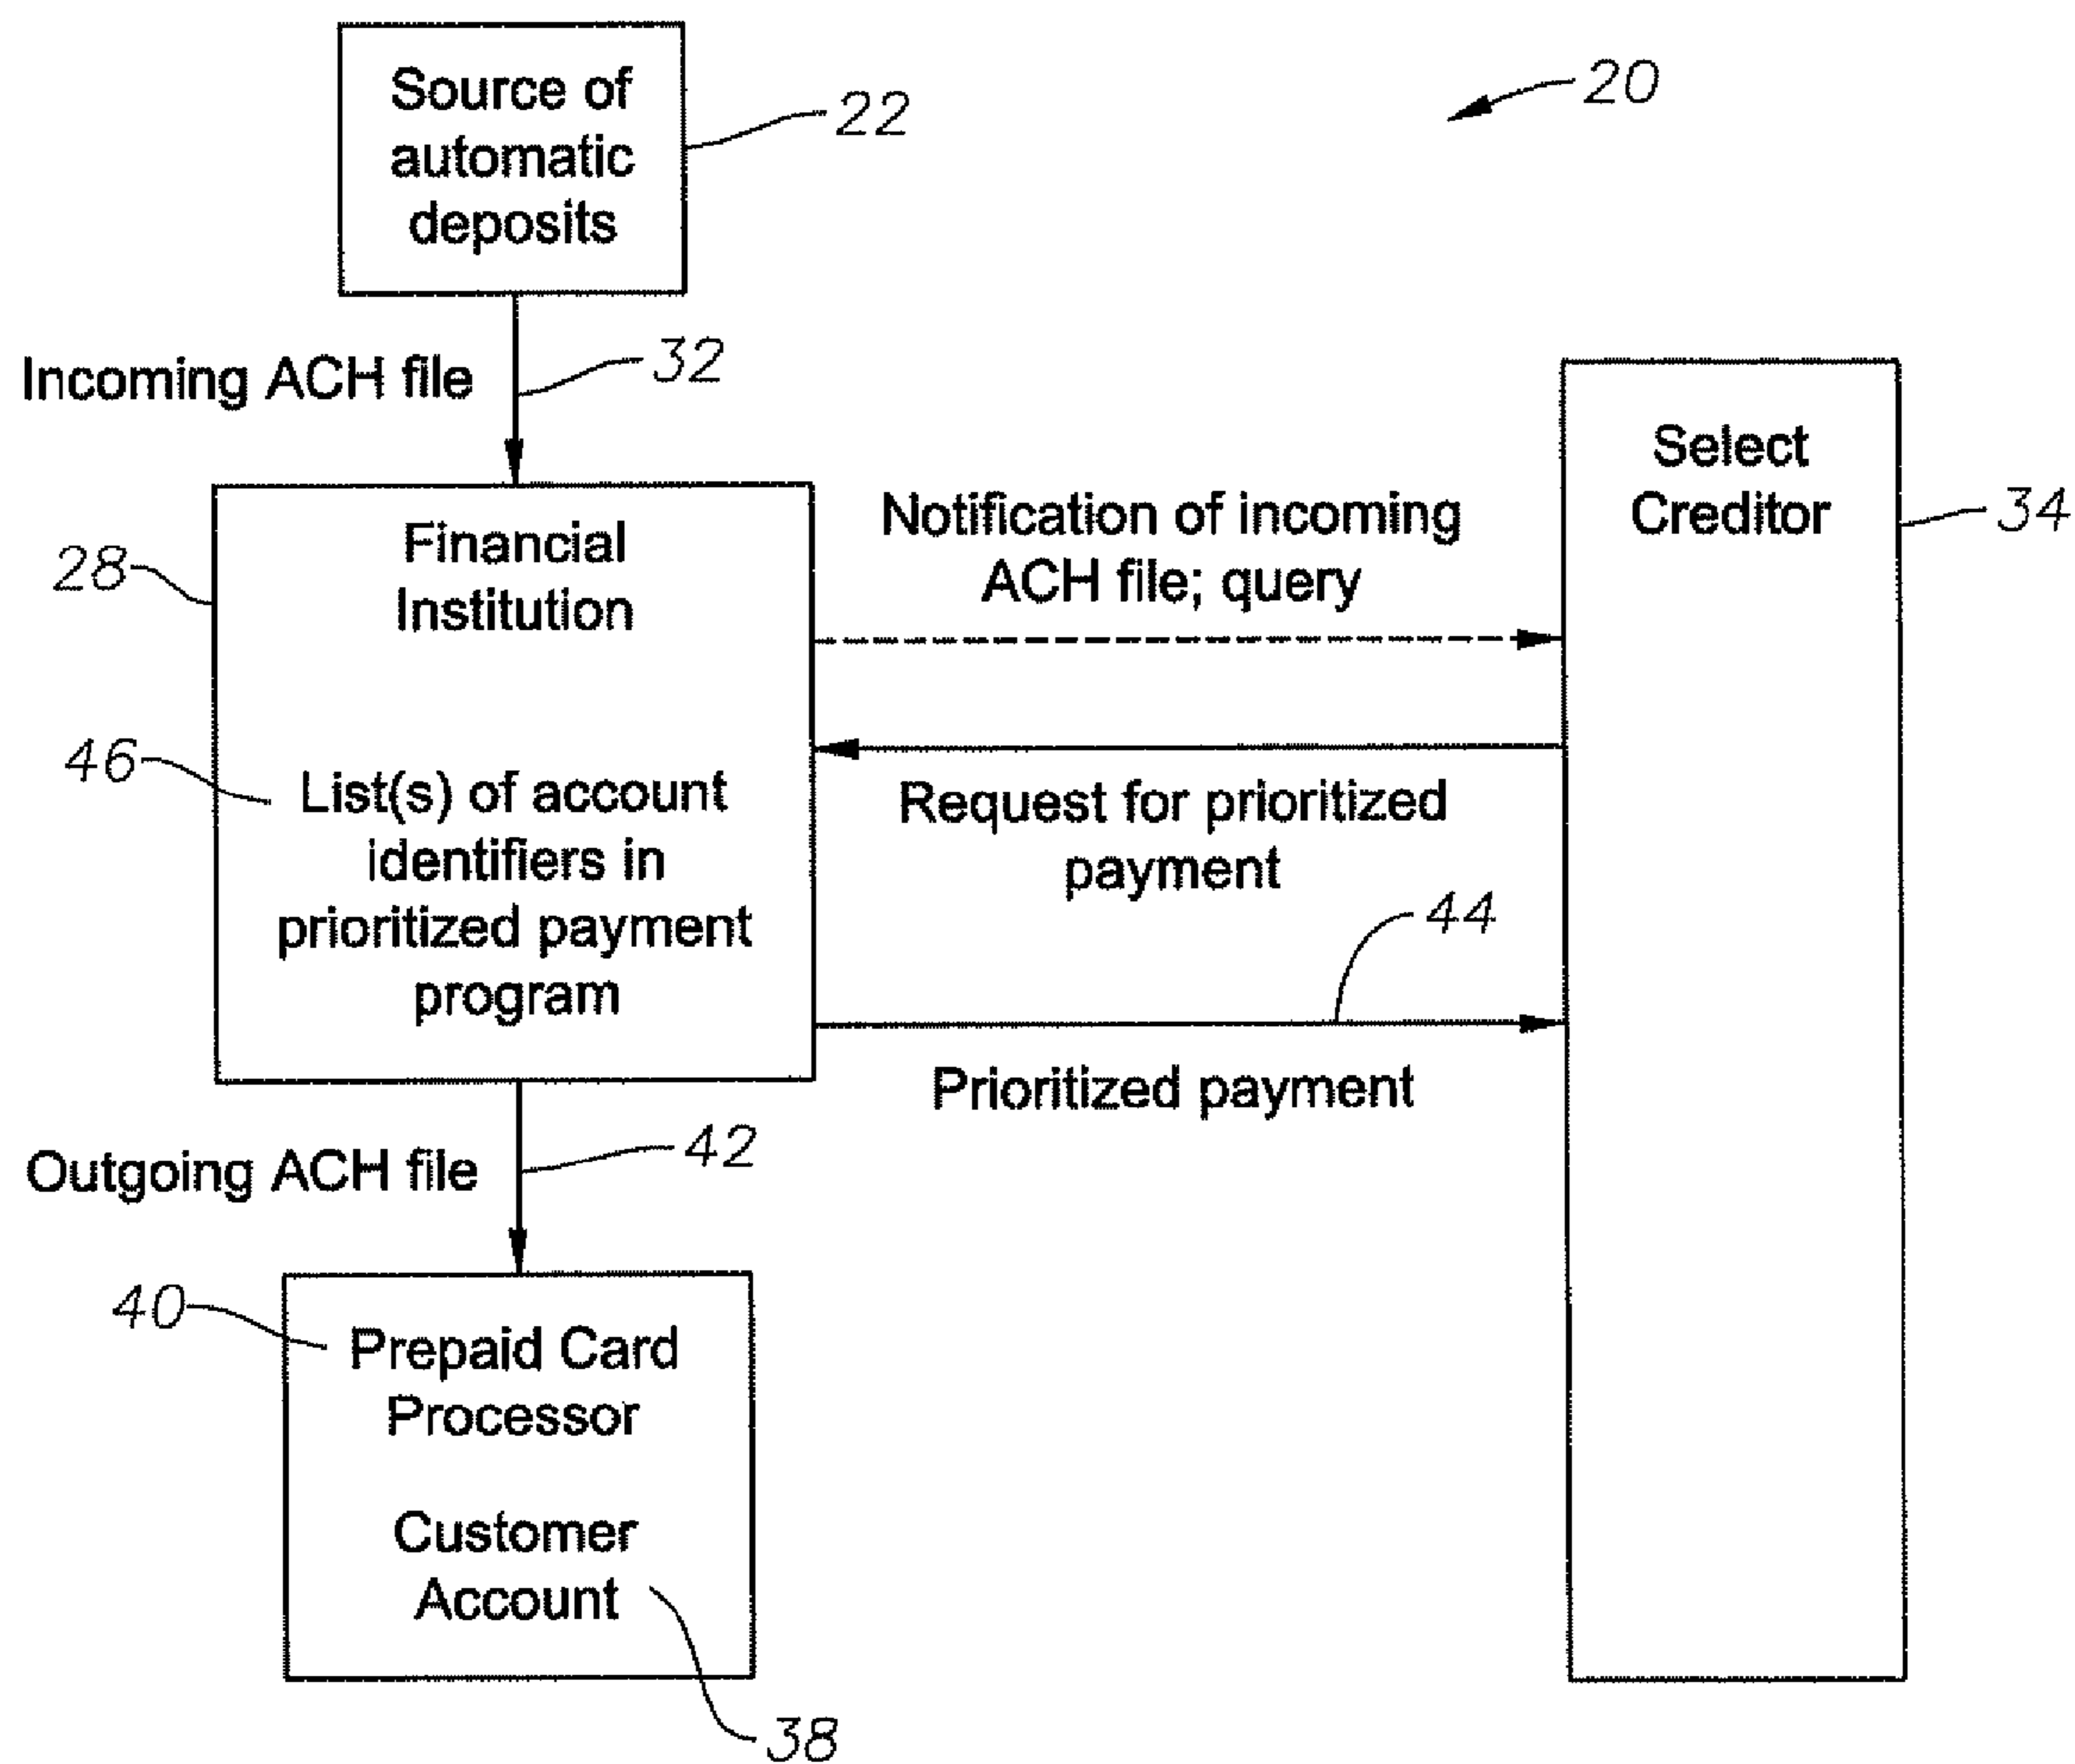 Source of
automatic
deposits
22
20
Incoming ACH file
32
Select
Creditor
34
Financial
Institution
28
Notification of incoming
ACH file; query
46
List(s) of account
identifiers in
prioritized payment
program
Request for prioritized
payment
44
Prioritized payment
Outgoing ACH file
42
40
Prepaid Card
Processor
Customer
Account
38